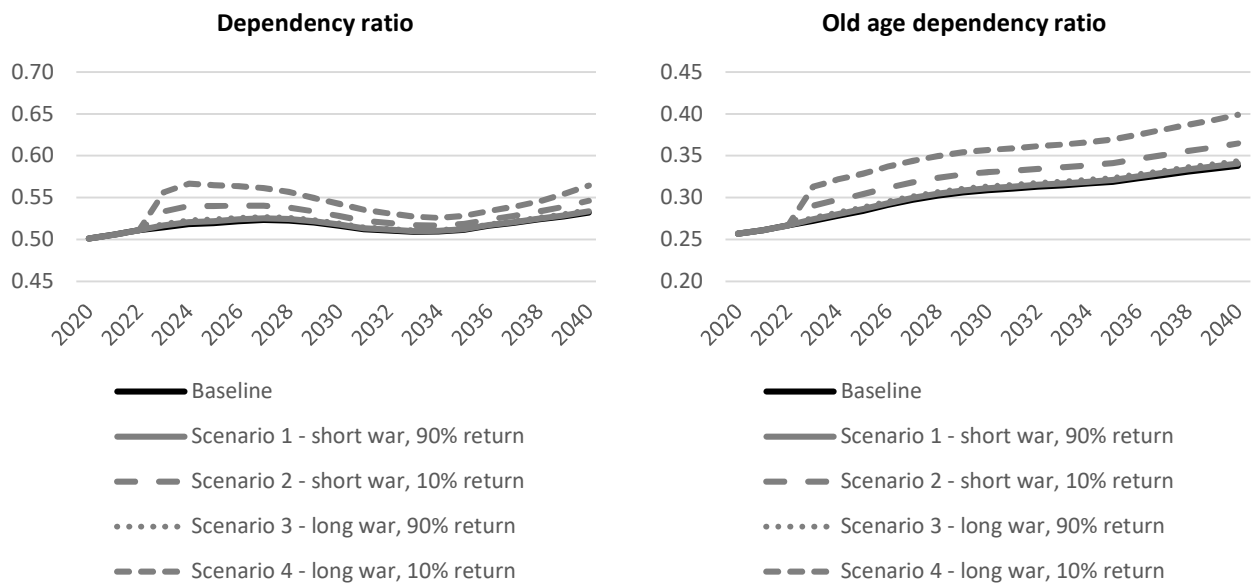 Dependency ratio
0.70
0.65
0.60
0.55
0.50
0.45
2020
2022
2024
2026
2028
2030
2032
2034
2036
2038
2040
Baseline
Scenario 1 - short war, 90% return
Scenario 2 - short war, 10% return
Scenario 3 - long war, 90% return
Scenario 4 - long war, 10% return
Old age dependency ratio
0.45
0.40
0.35
0.30
0.25
0.20
2020
2022
2024
2026
2028
2030
2032
2034
2036
2038
2040
Baseline
Scenario 1 - short war, 90% return
Scenario 2 - short war, 10% return
Scenario 3 - long war, 90% return
Scenario 4 - long war, 10% return